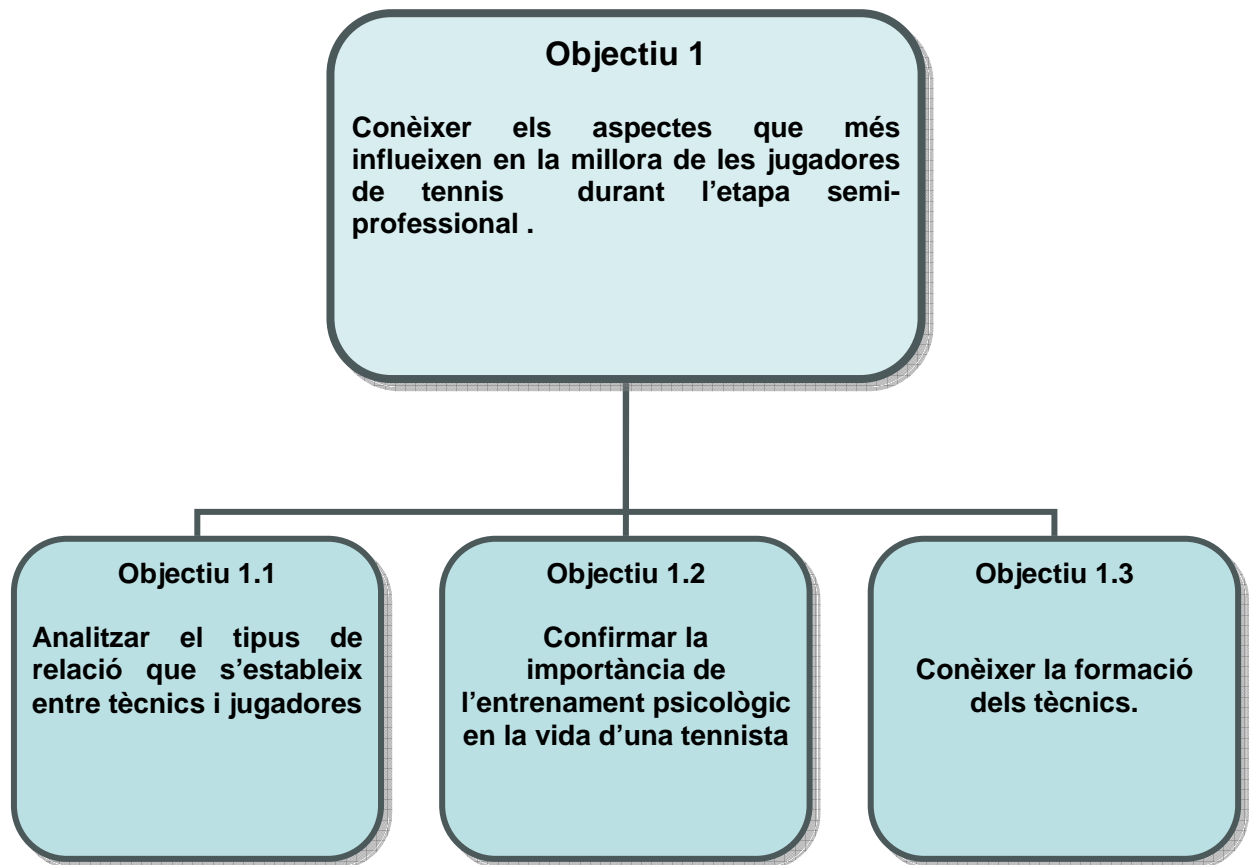 Objectiu 1
Conèixer els aspectes que més
influeixen en la millora de les jugadores
de tennis durant l’etapa semi-
professional .
Objectiu 1.1
Analitzar el tipus de
relació que s’estableix
entre tècnics i jugadores
Objectiu 1.2
Confirmar la
importància de
l’entrenament psicològic
en la vida d’una tennista
Objectiu 1.3
Conèixer la formació
dels tècnics.